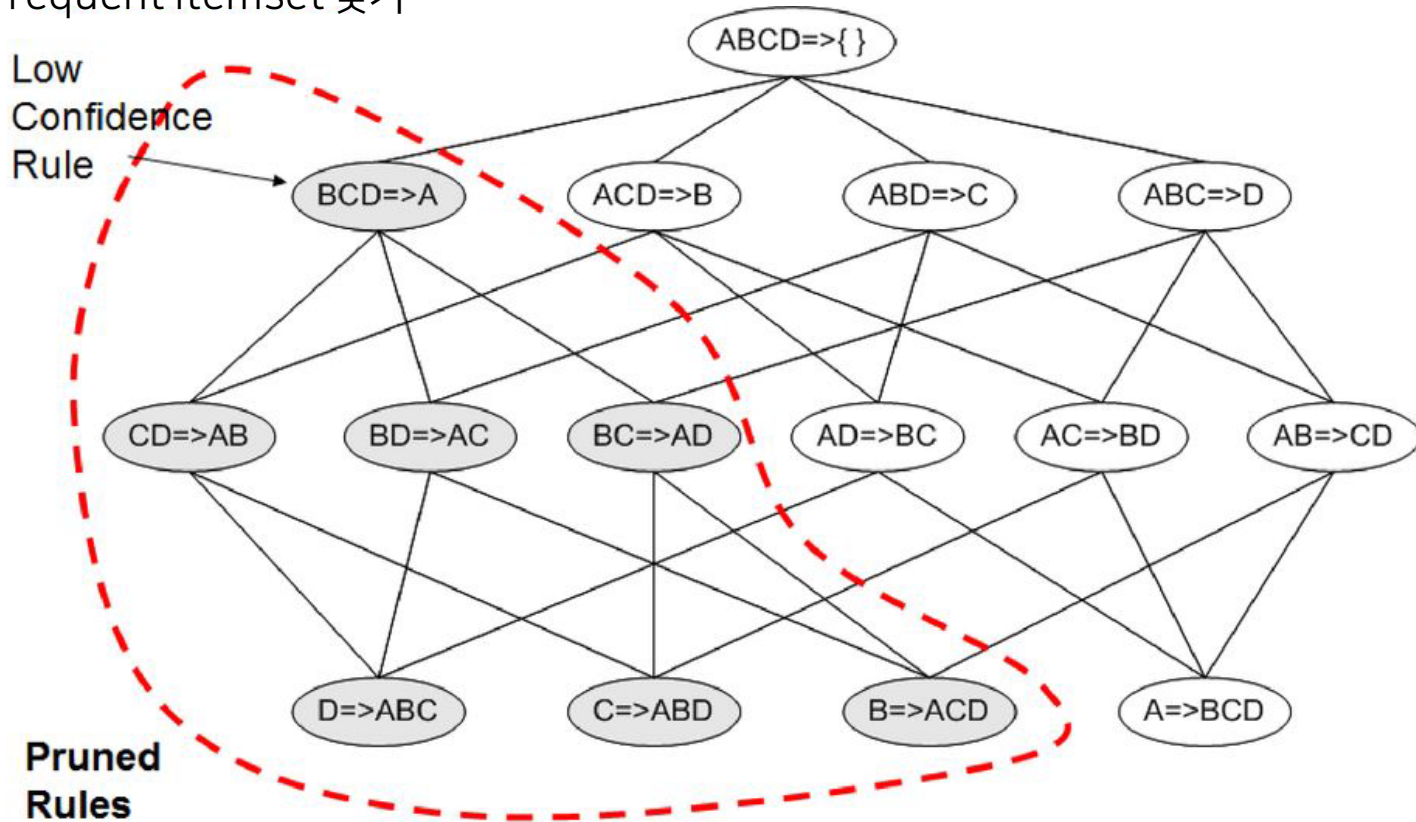 Low
Confidence
Rule
ABCD=>{ }
BCD=>A
ACD=>B
ABD=>C
ABC=>D
CD=>AB
BD=>AC
BC=>AD
AD=>BC
AC=>BD
AB=>CD
D=>ABC
C=>ABD
B=>ACD
A=>BCD
Pruned
Rules